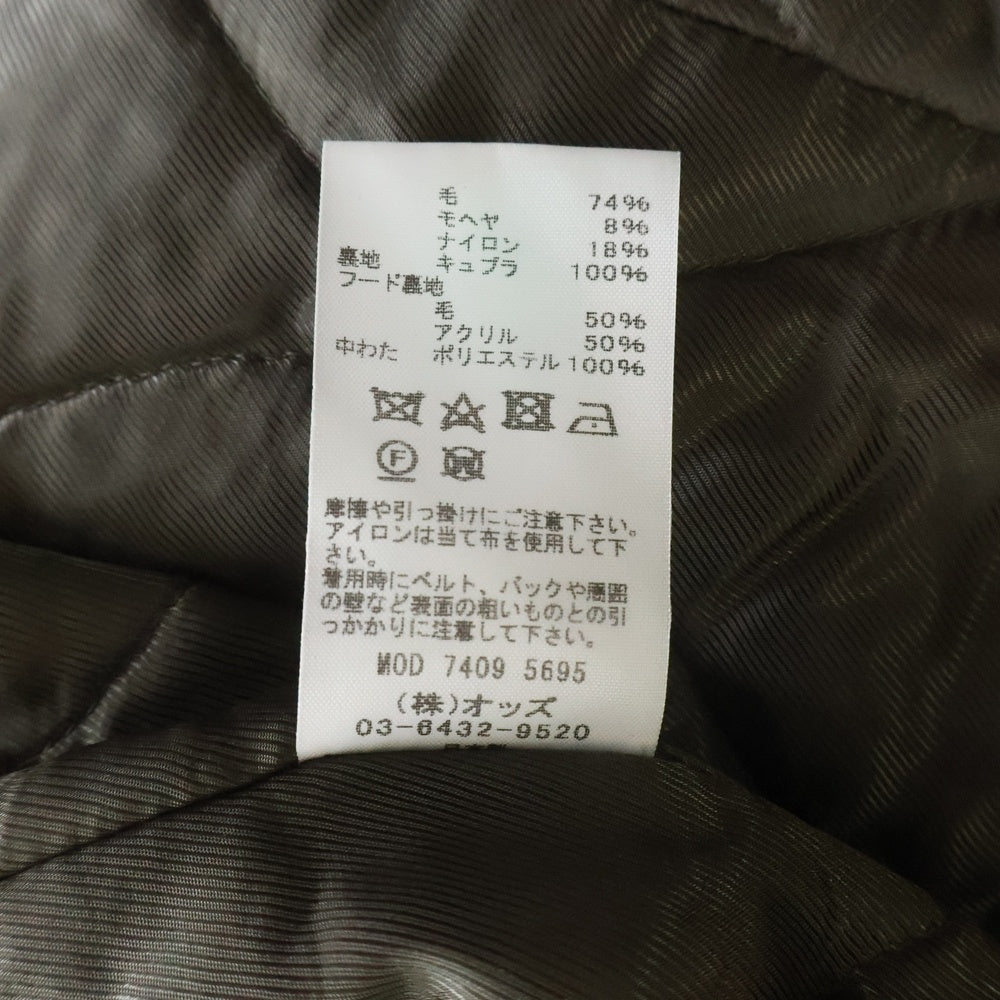 毛 74%
モヘヤ 8%
ナイロン 18%
裏地 キュプラ 100%
フード裏地
毛 50%
アクリル 50%
中わた ポリエステル 100%
F
W
摩擦や引っ掛けにご注意下さい。
アイロンは当て布を使用して下
さい。
着用時にベルト、バックや周囲
の壁など表面の粗いものとの引
っかかりに注意して下さい。
MOD 7409 5695
(株)オッズ
03-6432-9520